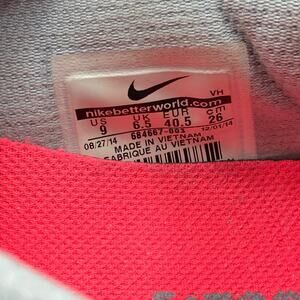 VH
nikebetterworld.com
US UK EUR cm
9 6.5 40.5 26
08/27/14 684667-003 12/01/14
MADE IN VIETNAM
FABRIQUE AU VIETNAM